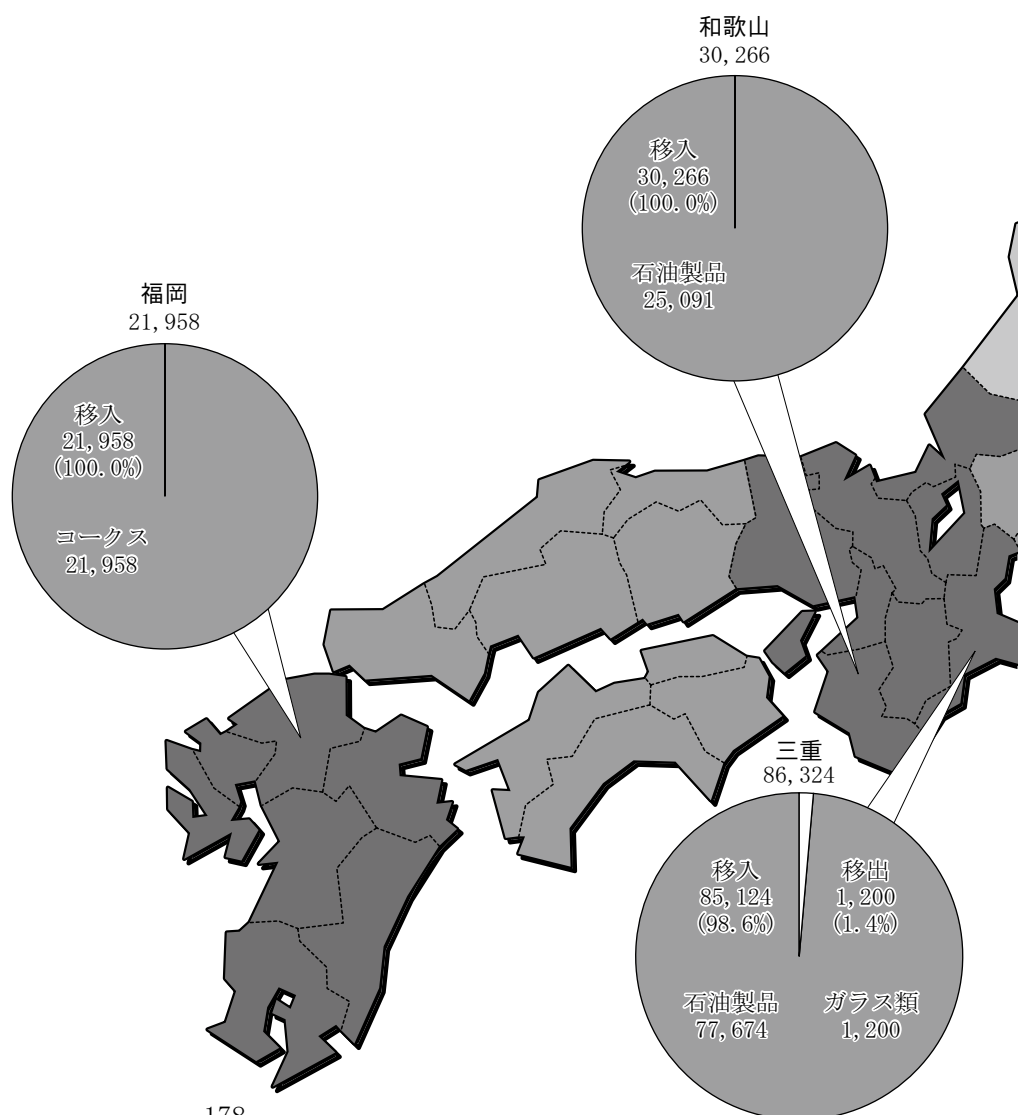 和歌山
30,266
移入
30,266
(100.0%)
石油製品
25,091
福岡
21,958
移入
21,958
(100.0%)
コークス
21,958
三重
86,324
移入
85,124
(98.6%)
移出
1,200
(1.4%)
石油製品
77,674
ガラス類
1,200
178